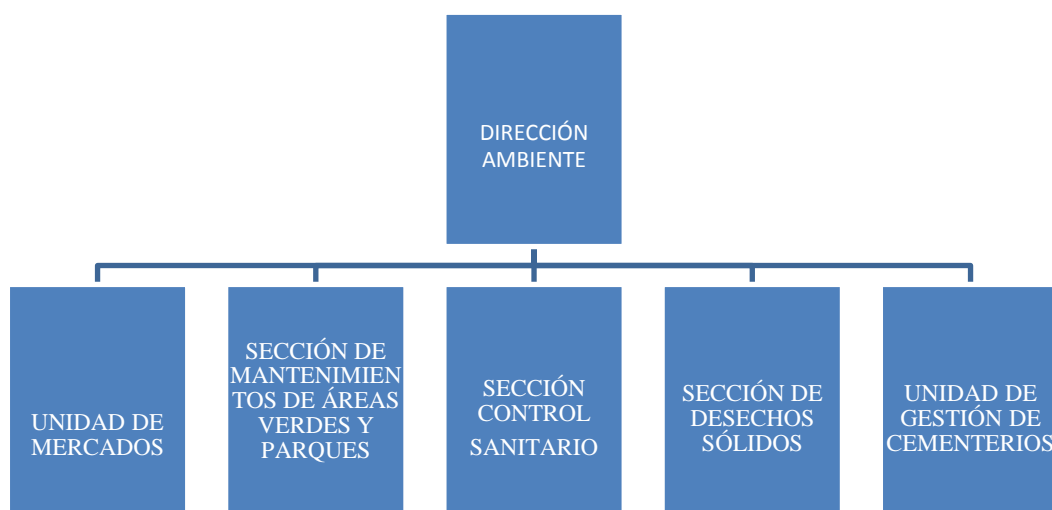 DIRECCIÓN
AMBIENTE
UNIDAD DE
MERCADOS
SECCIÓN DE
MANTENIMIEN
TOS DE ÁREAS
VERDES Y
PARQUES
SECCIÓN
CONTROL
SANITARIO
SECCIÓN DE
DESECHOS
SÓLIDOS
UNIDAD DE
GESTIÓN DE
CEMENTERIOS